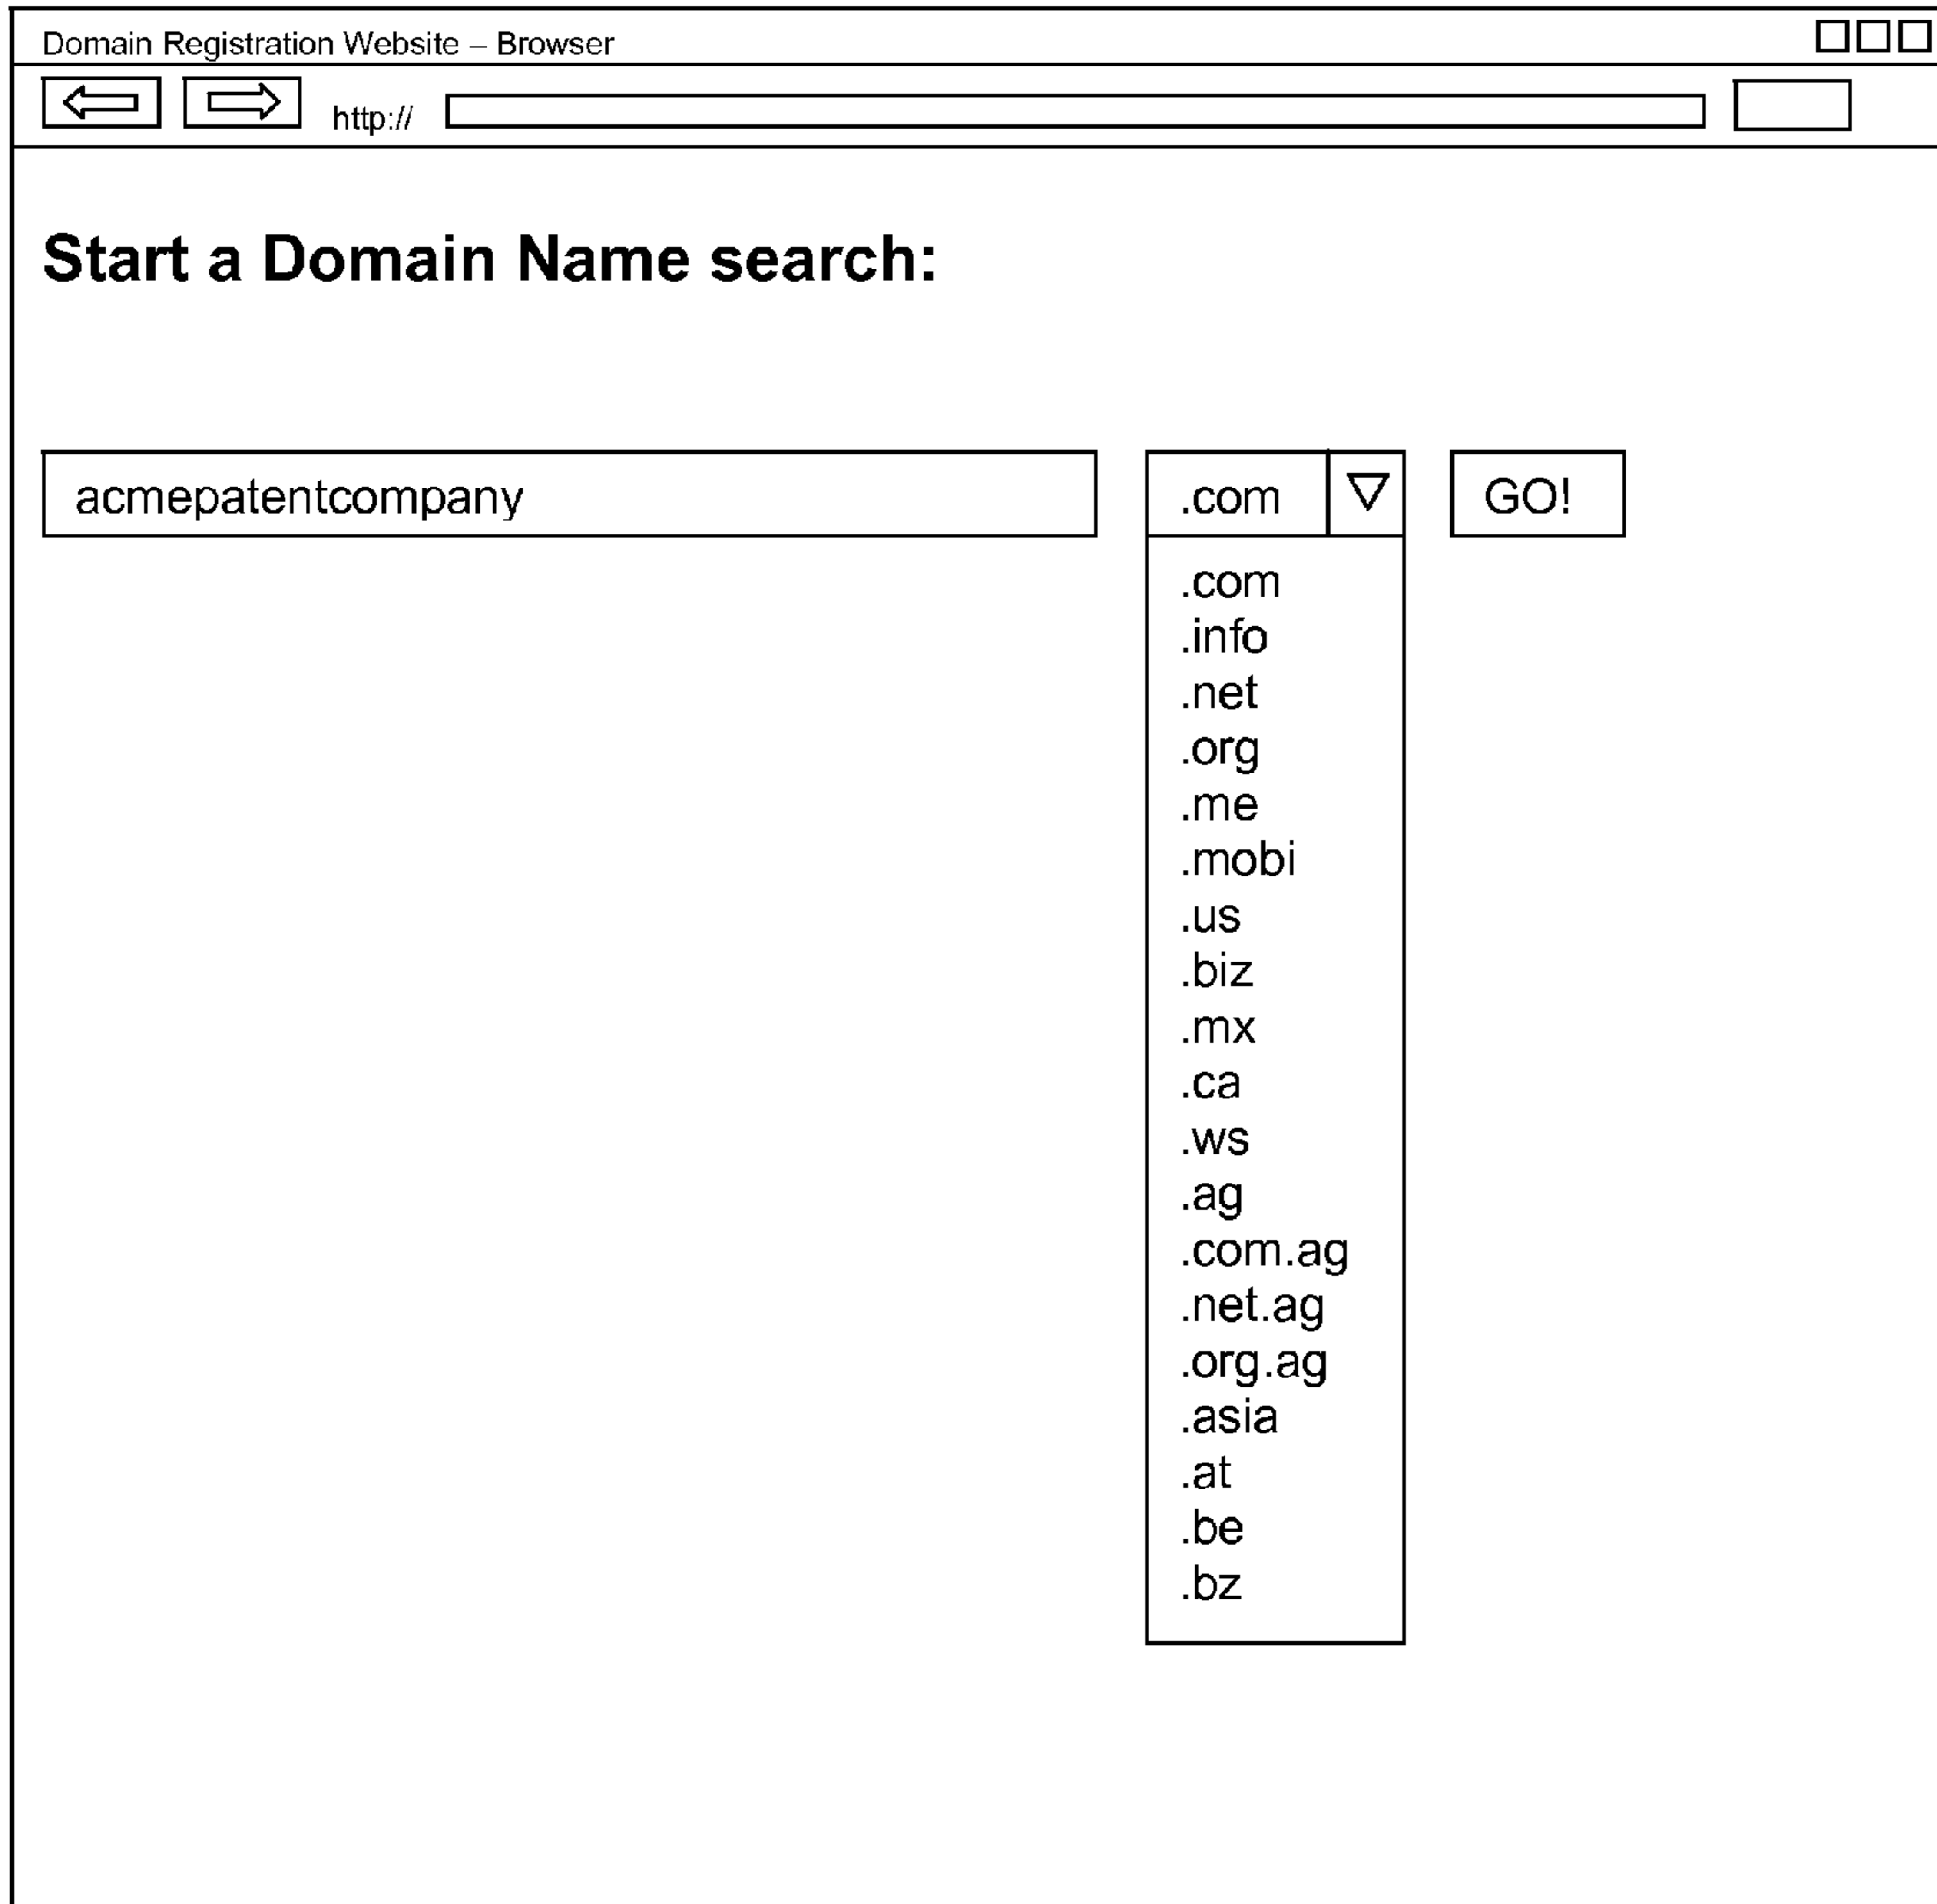 Domain Registration Website – Browser
http://
Start a Domain Name search:
acmepatentcompany .com GO!
.com
.info
.net
.org
.me
.mobi
.us
.biz
.mx
.ca
.ws
.ag
.com.ag
.net.ag
.org.ag
.asia
.at
.be
.bz